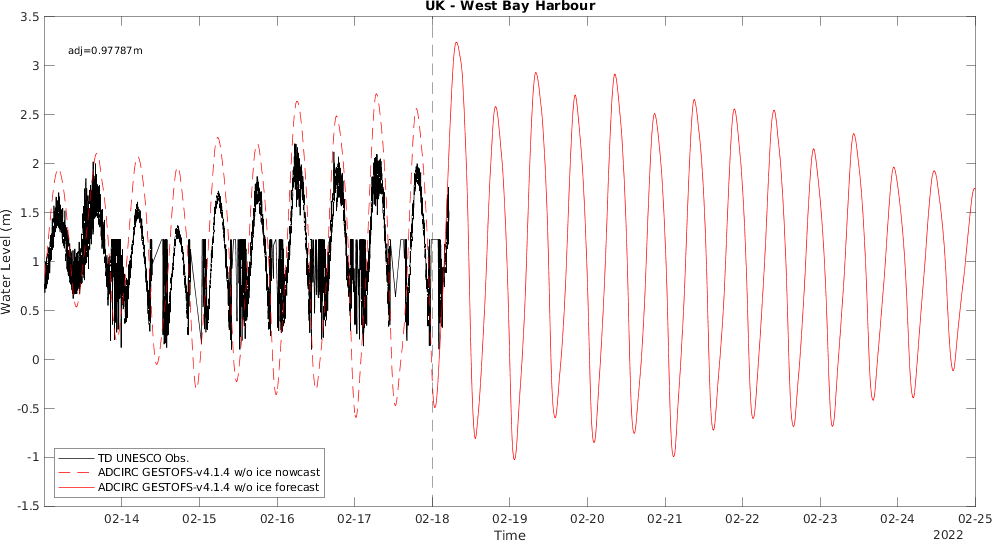 UK - West Bay Harbour
adj=0.97787m
3.5
3
2.5
2
1.5
1
0.5
0
-0.5
-1
-1.5
Water Level (m)
TD UNESCO Obs.
ADCIRC GESTOFS-v4.1.4 w/o ice nowcast
ADCIRC GESTOFS-v4.1.4 w/o ice forecast
02-14 02-15 02-16 02-17 02-18 02-19 02-20 02-21 02-22 02-23 02-24 02-25
Time
2022